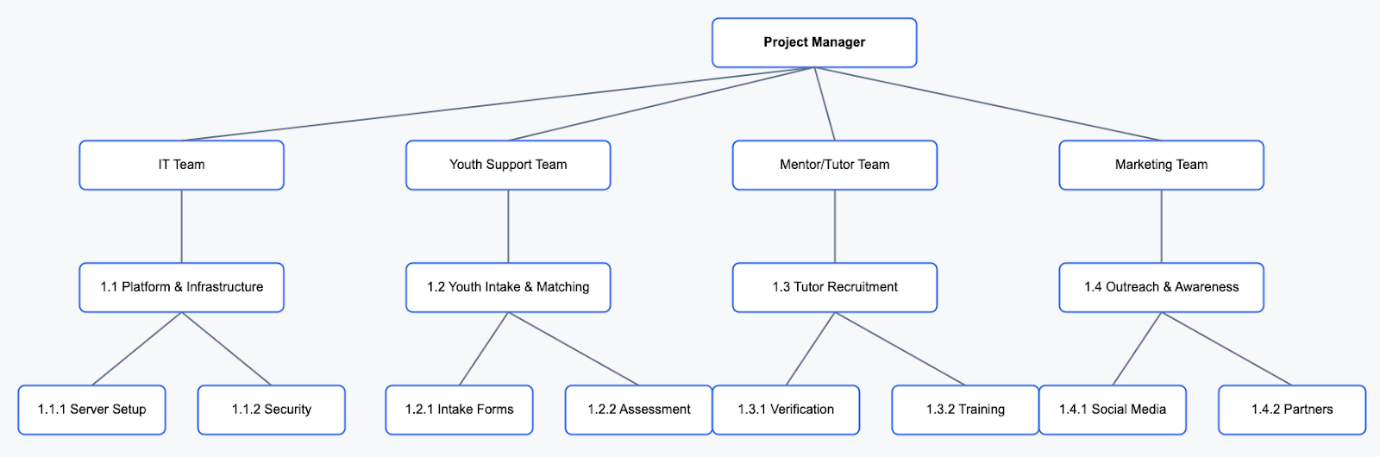 Project Manager
IT Team
Youth Support Team
Mentor/Tutor Team
Marketing Team
1.1 Platform & Infrastructure
1.2 Youth Intake & Matching
1.3 Tutor Recruitment
1.4 Outreach & Awareness
1.1.1 Server Setup
1.1.2 Security
1.2.1 Intake Forms
1.2.2 Assessment
1.3.1 Verification
1.3.2 Training
1.4.1 Social Media
1.4.2 Partners